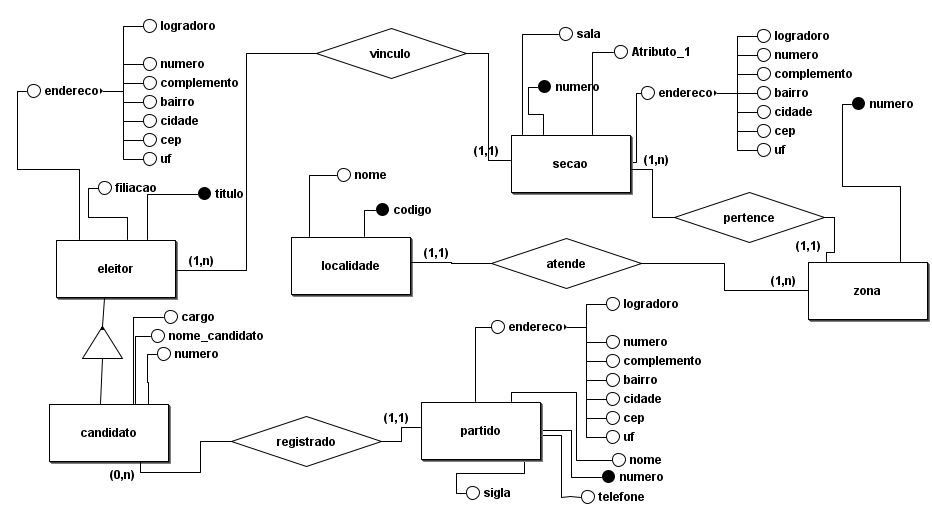 logradoro
numero
complemento
bairro
cidade
cep
uf
endereco
filiacao
titulo
eleitor
(1,n)
vinculo
(1,1)
sala
Atributo_1
numero
endereco
logradoro
numero
complemento
bairro
cidade
cep
uf
secao
(1,n)
numero
pertence
(1,1)
zona
nome
codigo
localidade
(1,1)
atende
(1,n)
cargo
nome_candidato
numero
candidato
(0,n)
registrado
(1,1)
partido
endereco
logradoro
numero
complemento
bairro
cidade
cep
uf
nome
numero
telefone
sigla